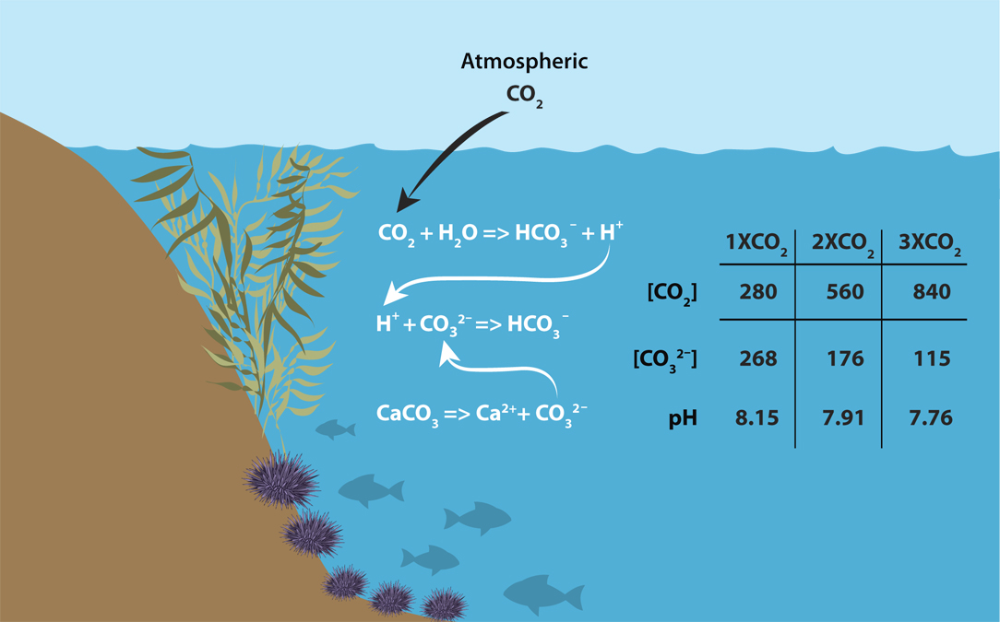 Atmospheric
CO₂
CO₂ + H₂O => HCO₃⁻ + H⁺
H⁺ + CO₃²⁻ => HCO₃⁻
CaCO₃ => Ca²⁺ + CO₃²⁻
1XCO₂ 2XCO₂ 3XCO₂
[CO₂] 280 560 840
[CO₃²⁻] 268 176 115
pH 8.15 7.91 7.76